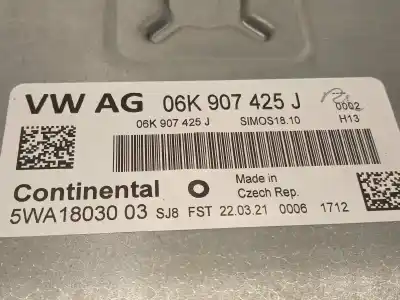 VW AG 06K 907 425 J 0002
06K 907 425 J SIMOS18.10 H13
Continental Made in
Czech Rep.
5WA18030 03 SJ8 FST 22.03.21 0006 1712